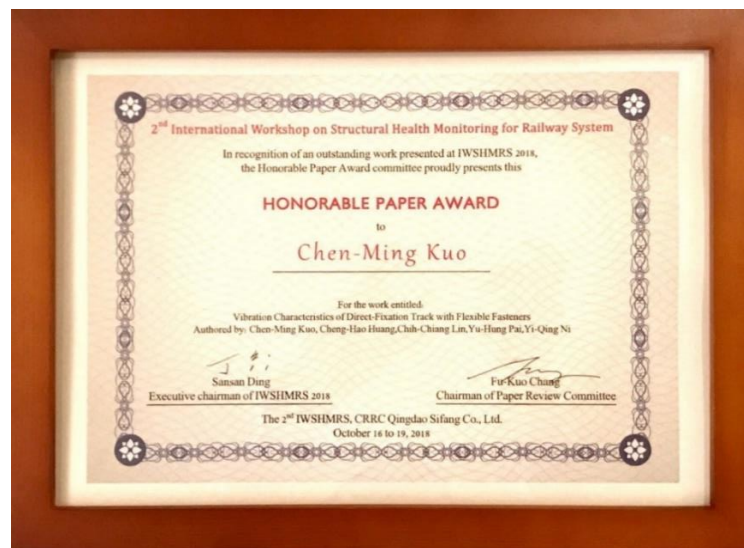 2nd International Workshop on Structural Health Monitoring for Railway System
In recognition of an outstanding work presented at IWSHMRS 2018,
the Honorable Paper Award committee proudly presents this
HONORABLE PAPER AWARD
to
Chen-Ming Kuo
For the work entitled:
Vibration Characteristics of Direct-Fixation Track with Flexible Fasteners
Authored by: Chen-Ming Kuo, Cheng-Hao Huang,Chih-Chiang Lin,Yu-Hung Pai,Yi-Qing Ni
Sansan Ding
Executive chairman of IWSHMRS 2018
Fu-Kuo Chang
Chairman of Paper Review Committee
The 2nd IWSHMRS, CRRC Qingdao Sifang Co., Ltd.
October 16 to 19, 2018